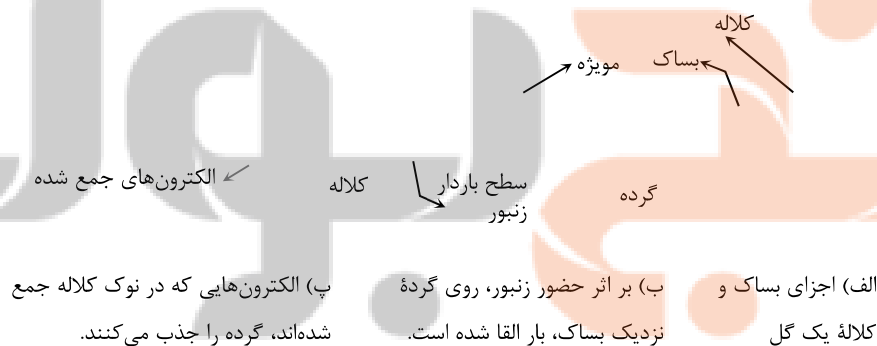 کلاله
بساک
مویژه
گرده
سطح باردار
زنبور
کلاله
الکترون‌های جمع شده
الف) اجزای بساک و
کلالۀ یک گل
ب) بر اثر حضور زنبور، روی گردۀ
نزدیک بساک، بار القا شده است.
پ) الکترون‌هایی که در نوک کلاله جمع
شده‌اند، گرده را جذب می‌کنند.